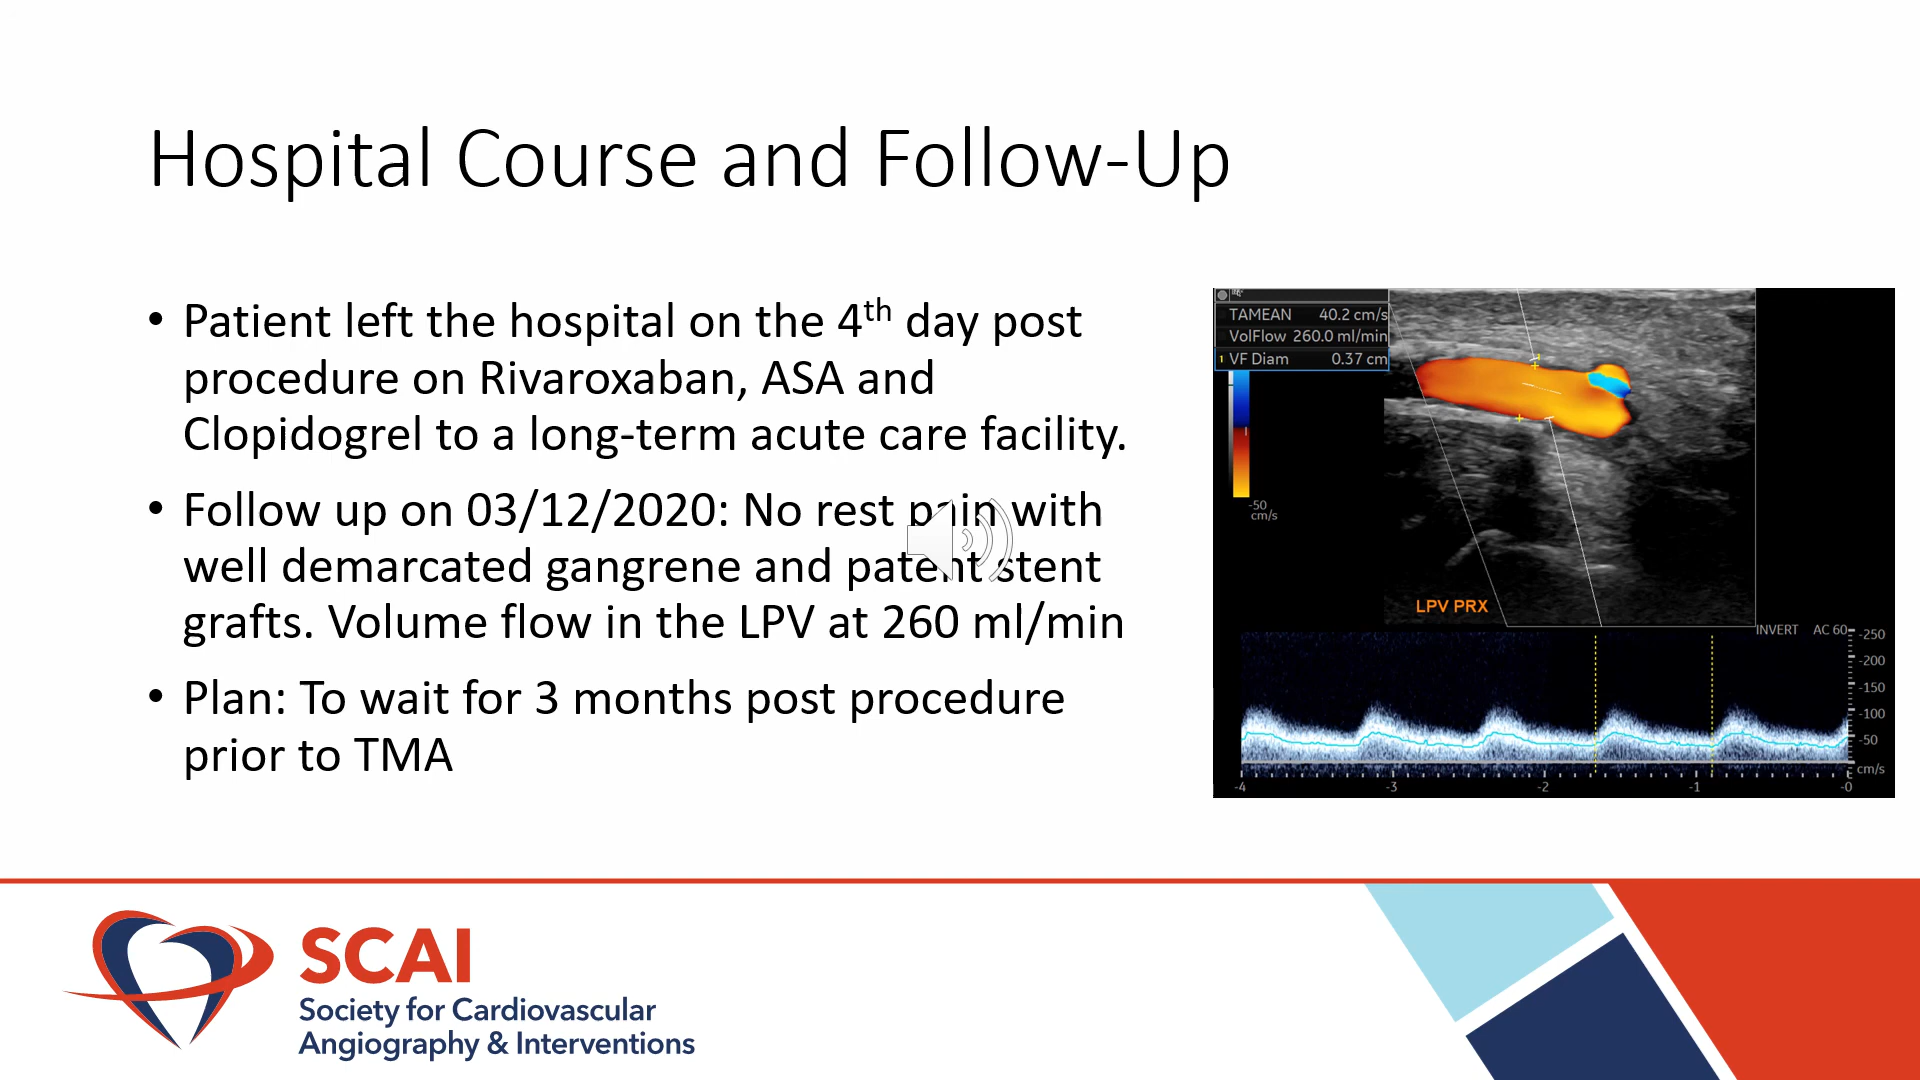 Hospital Course and Follow-Up
• Patient left the hospital on the 4th day post
procedure on Rivaroxaban, ASA and
Clopidogrel to a long-term acute care facility.
• Follow up on 03/12/2020: No rest pain with
well demarcated gangrene and patent stent
grafts. Volume flow in the LPV at 260 ml/min
• Plan: To wait for 3 months post procedure
prior to TMA
TAMEAN 40.2 cm/s
VolFlow 260.0 ml/min
1 VF Diam 0.37 cm
-50
cm/s
LPV PRX
INVERT AC 60
-250
-200
-150
-100
-50
cm/s
-4 -3 -2 -1 -0
SCAI
Society for Cardiovascular
Angiography & Interventions